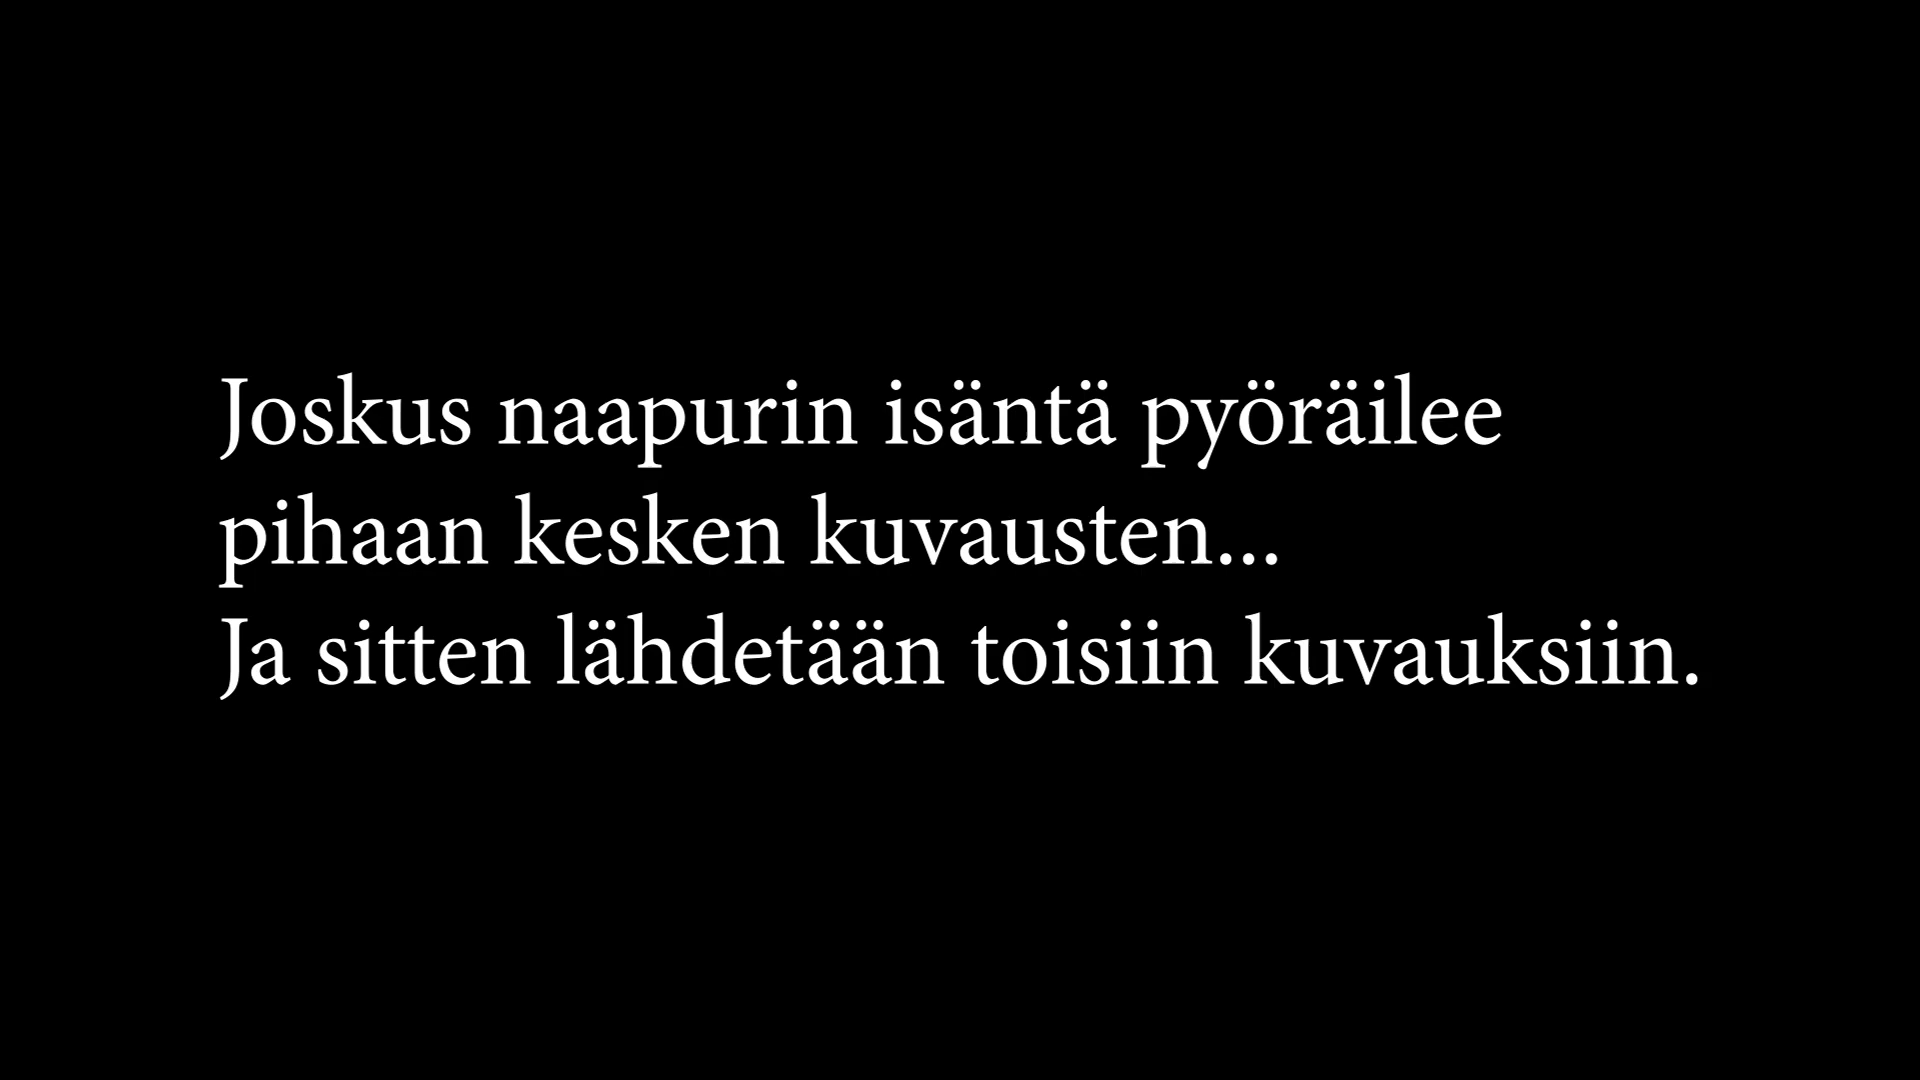 Joskus naapurin isäntä pyöräilee
pihaan kesken kuvausten...
Ja sitten lähdetään toisiin kuvauksiin.